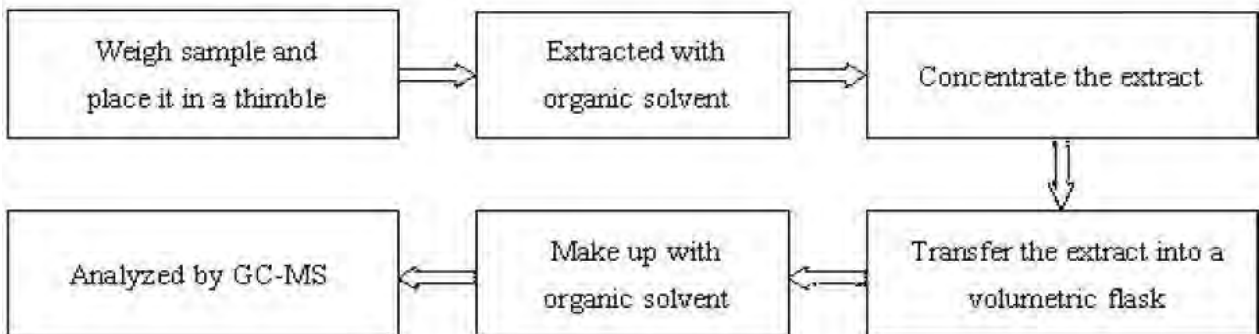 Weigh sample and
place it in a thimble
Extracted with
organic solvent
Concentrate the extract
Transfer the extract into a
volumetric flask
Make up with
organic solvent
Analyzed by GC-MS